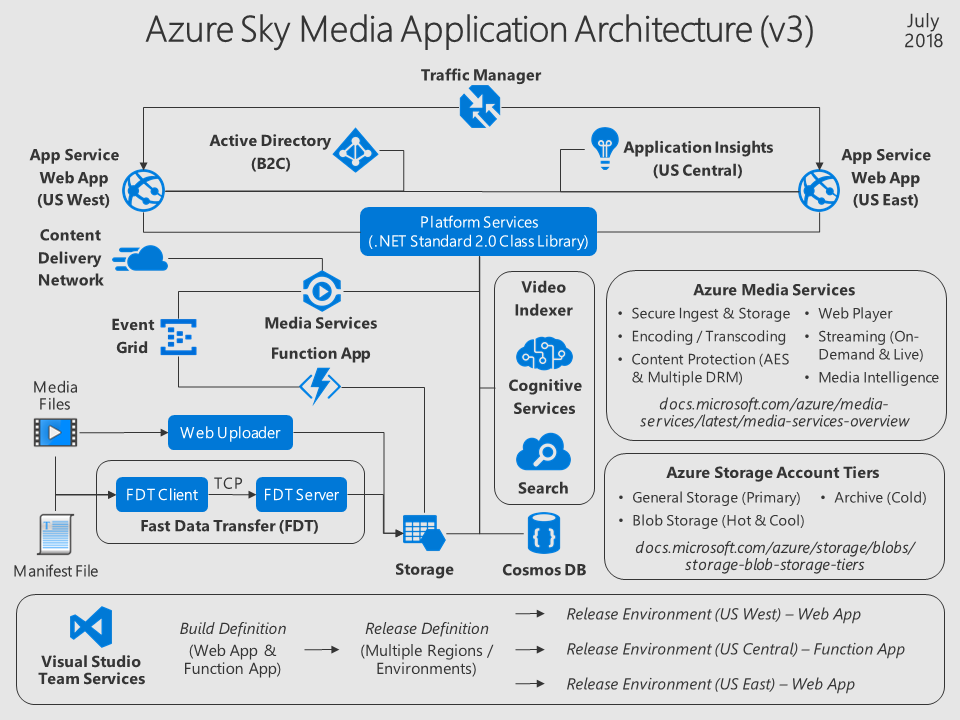 Azure Sky Media Application Architecture (v3)
July
2018
Traffic Manager
Active Directory
(B2C)
Application Insights
(US Central)
App Service
Web App
(US West)
App Service
Web App
(US East)
Platform Services
(.NET Standard 2.0 Class Library)
Content
Delivery
Network
Media Services
Event
Grid
Function App
Video
Indexer
Cognitive
Services
Search
Azure Media Services
• Secure Ingest & Storage
• Encoding / Transcoding
• Content Protection (AES
& Multiple DRM)
• Web Player
• Streaming (On-
Demand & Live)
• Media Intelligence
docs.microsoft.com/azure/media-
services/latest/media-services-overview
Media
Files
Web Uploader
FDT Client
TCP
FDT Server
Fast Data Transfer (FDT)
T
Manifest File
Storage
Cosmos DB
{ }
Azure Storage Account Tiers
• General Storage (Primary)
• Archive (Cold)
• Blob Storage (Hot & Cool)
docs.microsoft.com/azure/storage/blobs/
storage-blob-storage-tiers
Visual Studio
Team Services
Build Definition
(Web App &
Function App)
Release Definition
(Multiple Regions /
Environments)
Release Environment (US West) – Web App
Release Environment (US Central) – Function App
Release Environment (US East) – Web App